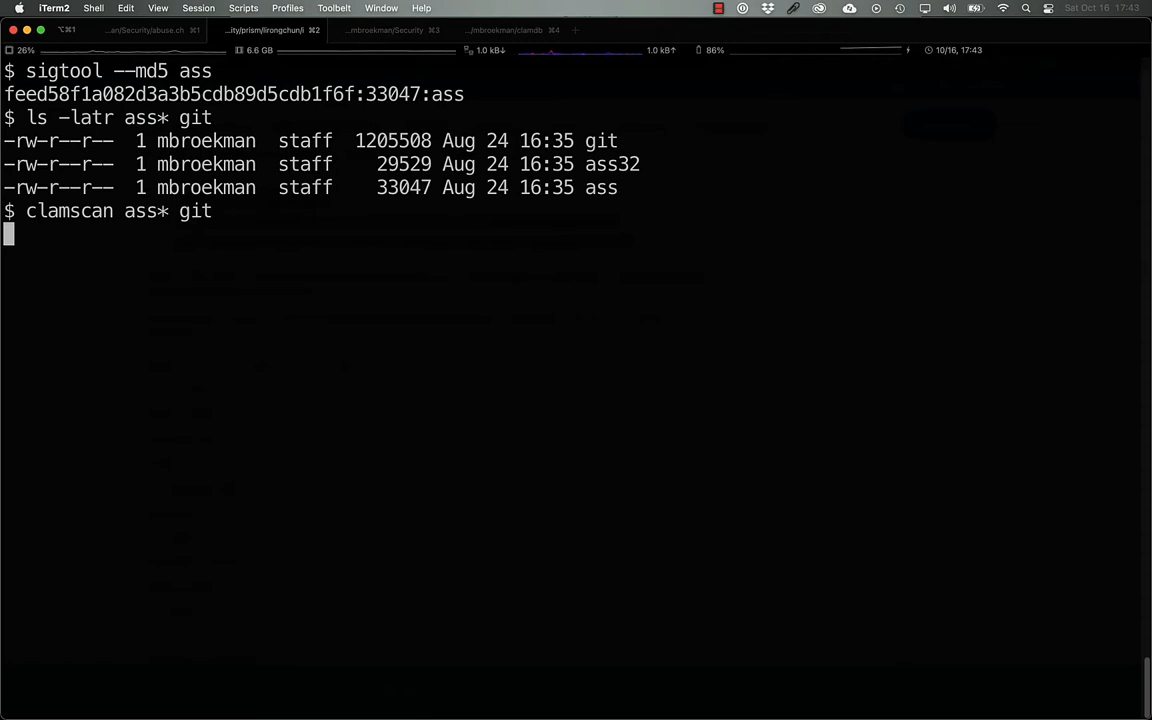 iTerm2 Shell Edit View Session Scripts Profiles Toolbelt Window Help Sat Oct 16 17:43
⌥⌘1 ...an/Security/abuse.ch ⌘1 ...ity/prism/lirongchun/i ⌘2 ...mbroekman/Security ⌘3 .../mbroekman/clamdb ⌘4 +
26% 6.6 GB 1.0 kB↓ 1.0 kB↑ 86% 10/16, 17:43
$ sigtool --md5 ass
feed58f1a082d3a3b5cdb89d5cdb1f6f:33047:ass
$ ls -latr ass* git
-rw-r--r-- 1 mbroekman staff 1205508 Aug 24 16:35 git
-rw-r--r-- 1 mbroekman staff 29529 Aug 24 16:35 ass32
-rw-r--r-- 1 mbroekman staff 33047 Aug 24 16:35 ass
$ clamscan ass* git